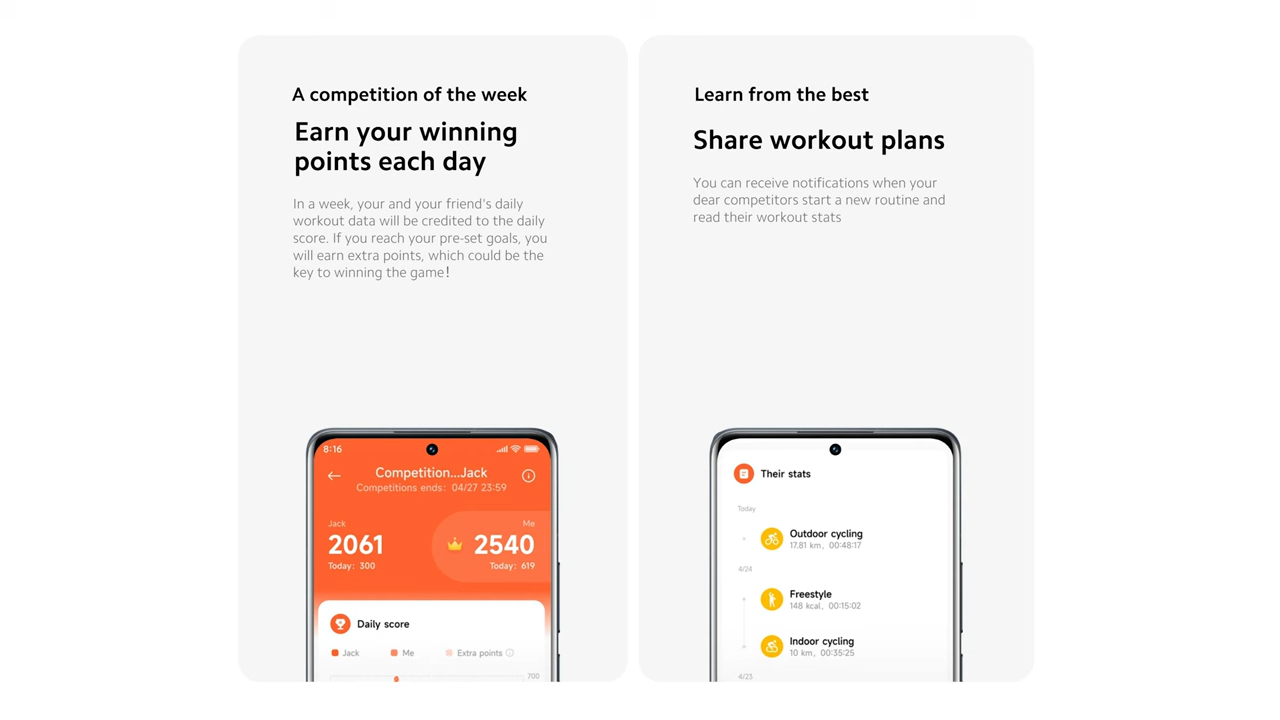 A competition of the week
Earn your winning
points each day
In a week, your and your friend's daily
workout data will be credited to the daily
score. If you reach your pre-set goals, you
will earn extra points, which could be the
key to winning the game!
8:16
Competition...Jack
Competitions ends: 04/27 23:59
Jack
Me
2061
2540
Today: 300
Today: 619
Daily score
Jack
Me
Extra points
700
Learn from the best
Share workout plans
You can receive notifications when your
dear competitors start a new routine and
read their workout stats
Their stats
Today
Outdoor cycling
17.81 km, 00:48:17
4/24
Freestyle
148 kcal, 00:15:02
Indoor cycling
10 km, 00:35:25
4/23